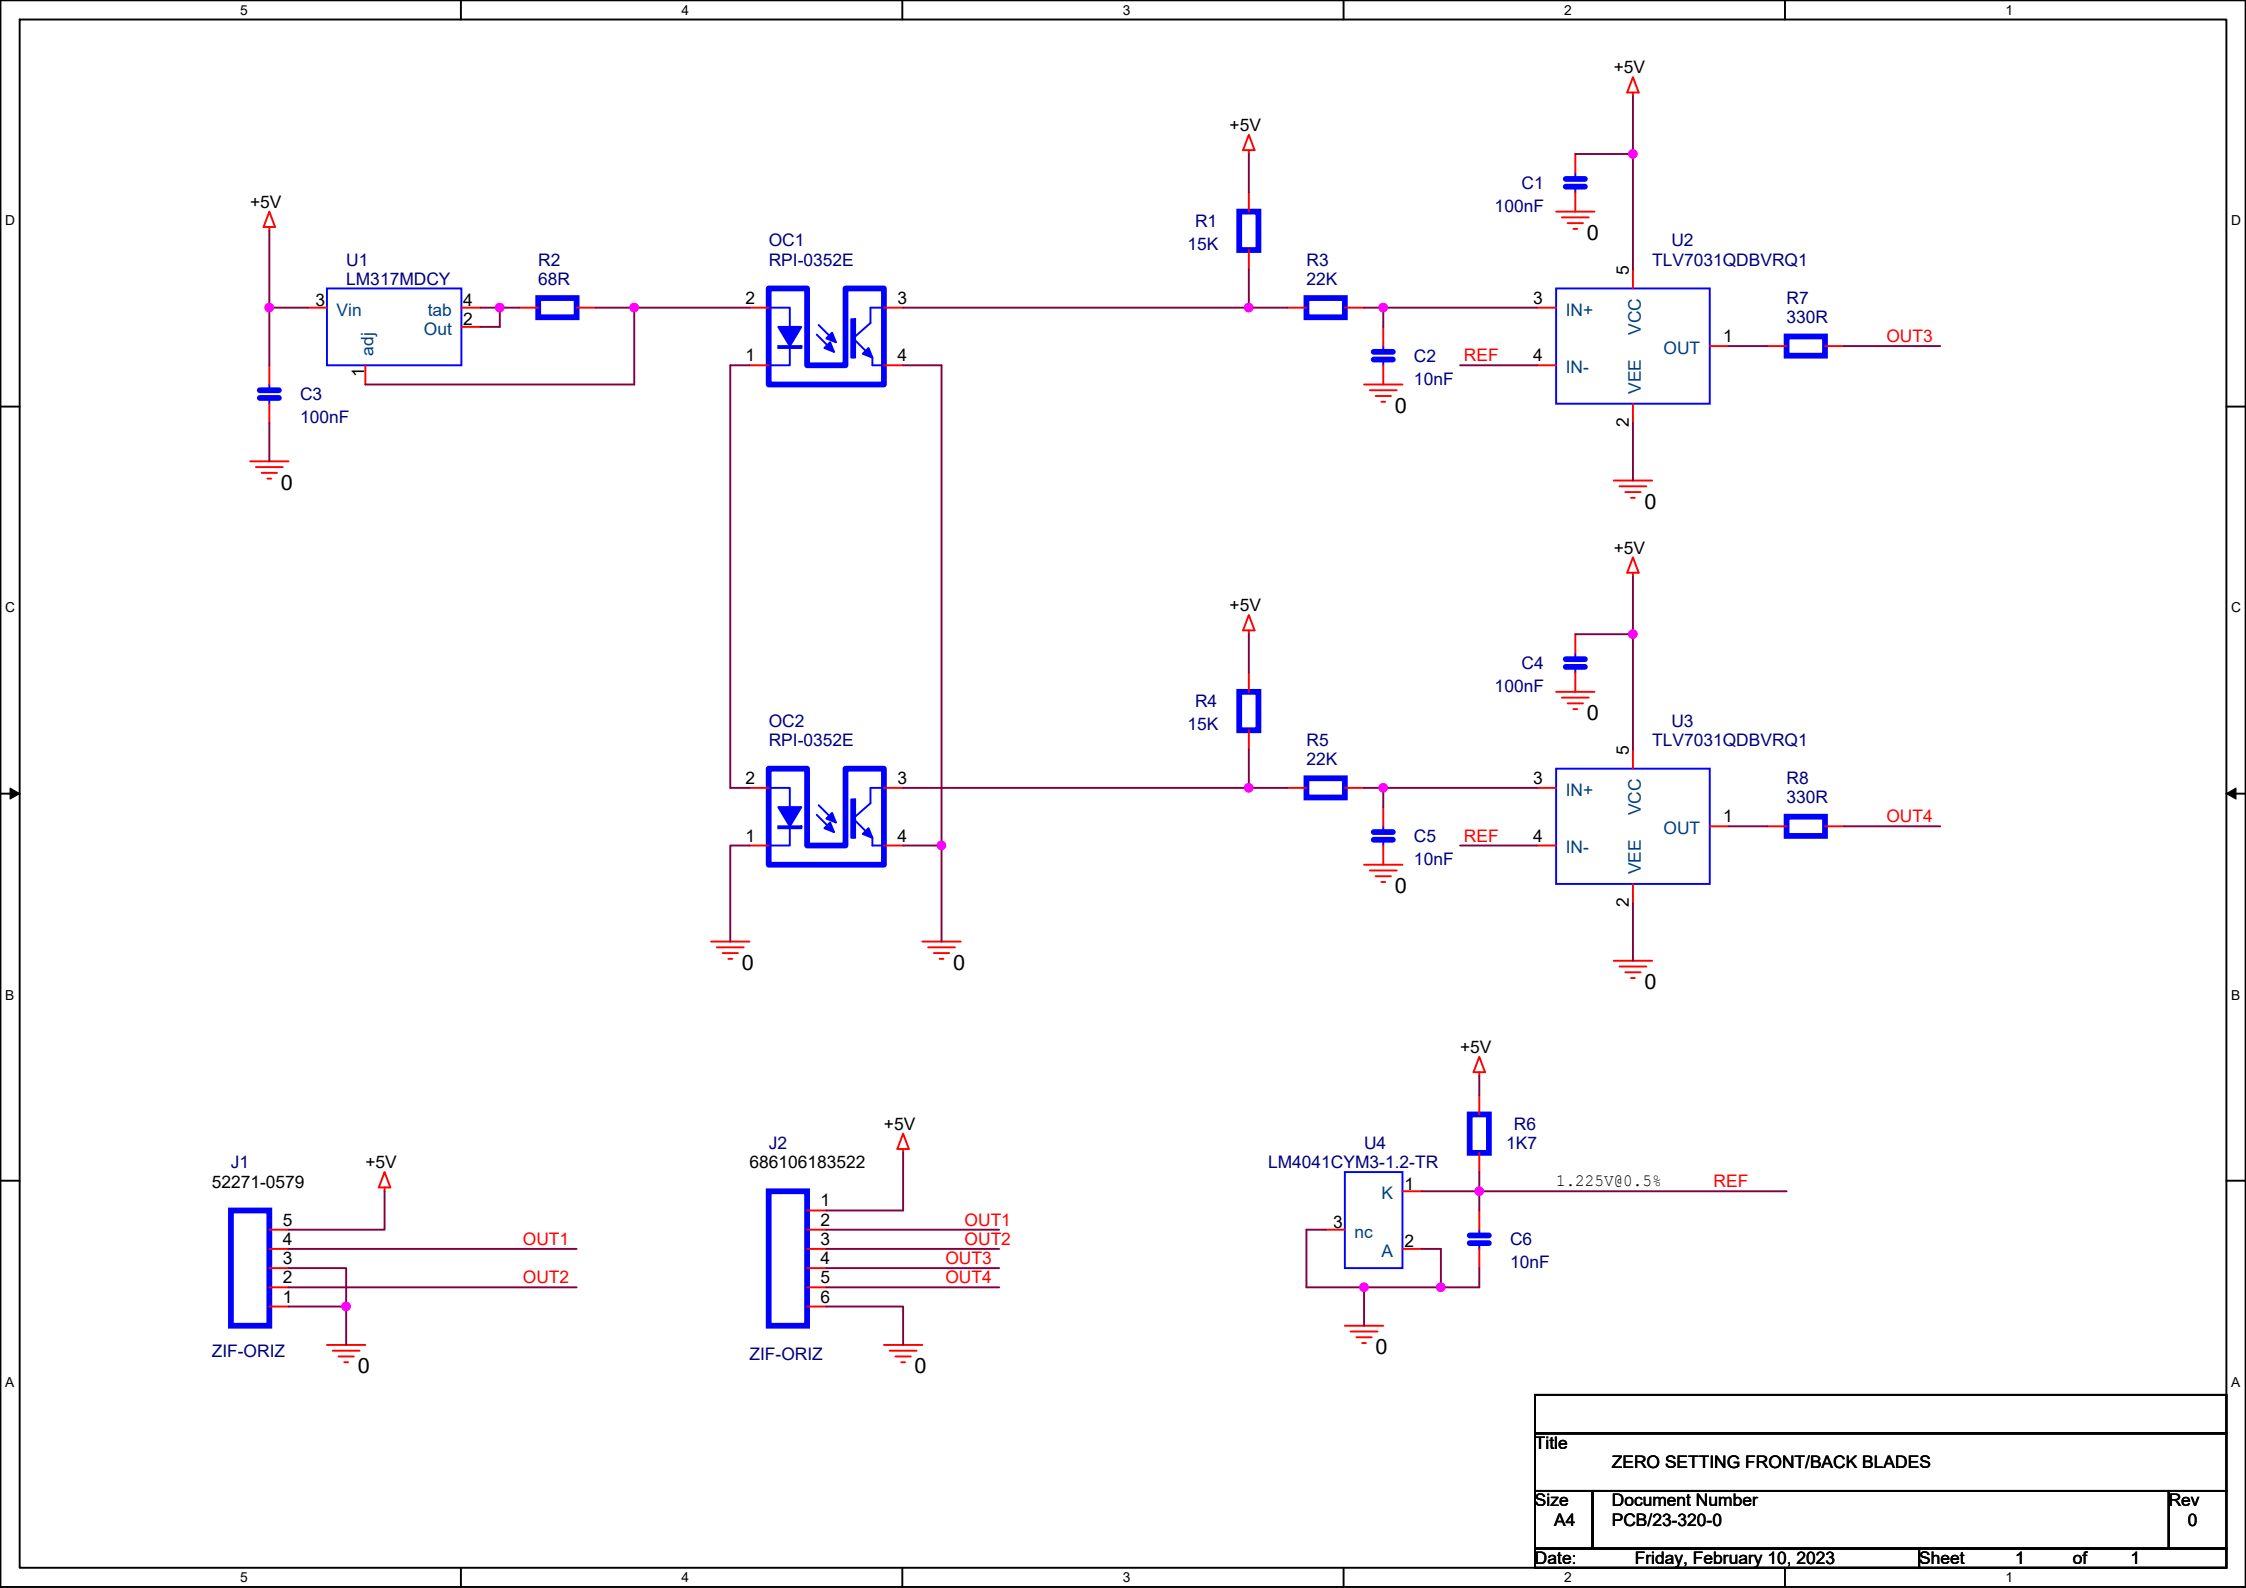 5 4 3 2 1
D
C
B
A
D
C
B
A
+5V
U1
LM317MDCY
3
Vin
tab
Out
adj
4
2
1
R2
68R
C3
100nF
0
OC1
RPI-0352E
2
1
3
4
+5V
R1
15K
R3
22K
C2
10nF
0
REF
+5V
C1
100nF
0
U2
TLV7031QDBVRQ1
3
4
5
2
1
IN+
IN-
VCC
VEE
OUT
R7
330R
OUT3
0
OC2
RPI-0352E
2
1
3
4
0
0
+5V
R4
15K
R5
22K
C5
10nF
0
REF
+5V
C4
100nF
0
U3
TLV7031QDBVRQ1
3
4
5
2
1
IN+
IN-
VCC
VEE
OUT
R8
330R
OUT4
0
J1
52271-0579
+5V
5
4
3
2
1
OUT1
OUT2
ZIF-ORIZ
0
J2
686106183522
+5V
1
2
3
4
5
6
OUT1
OUT2
OUT3
OUT4
ZIF-ORIZ
0
+5V
R6
1K7
U4
LM4041CYM3-1.2-TR
K
nc
A
1
3
2
1.225V@0.5%
REF
C6
10nF
0
Title
ZERO SETTING FRONT/BACK BLADES
Size
A4
Document Number
PCB/23-320-0
Rev
0
Date: Friday, February 10, 2023 Sheet 1 of 1
5 4 3 2 1